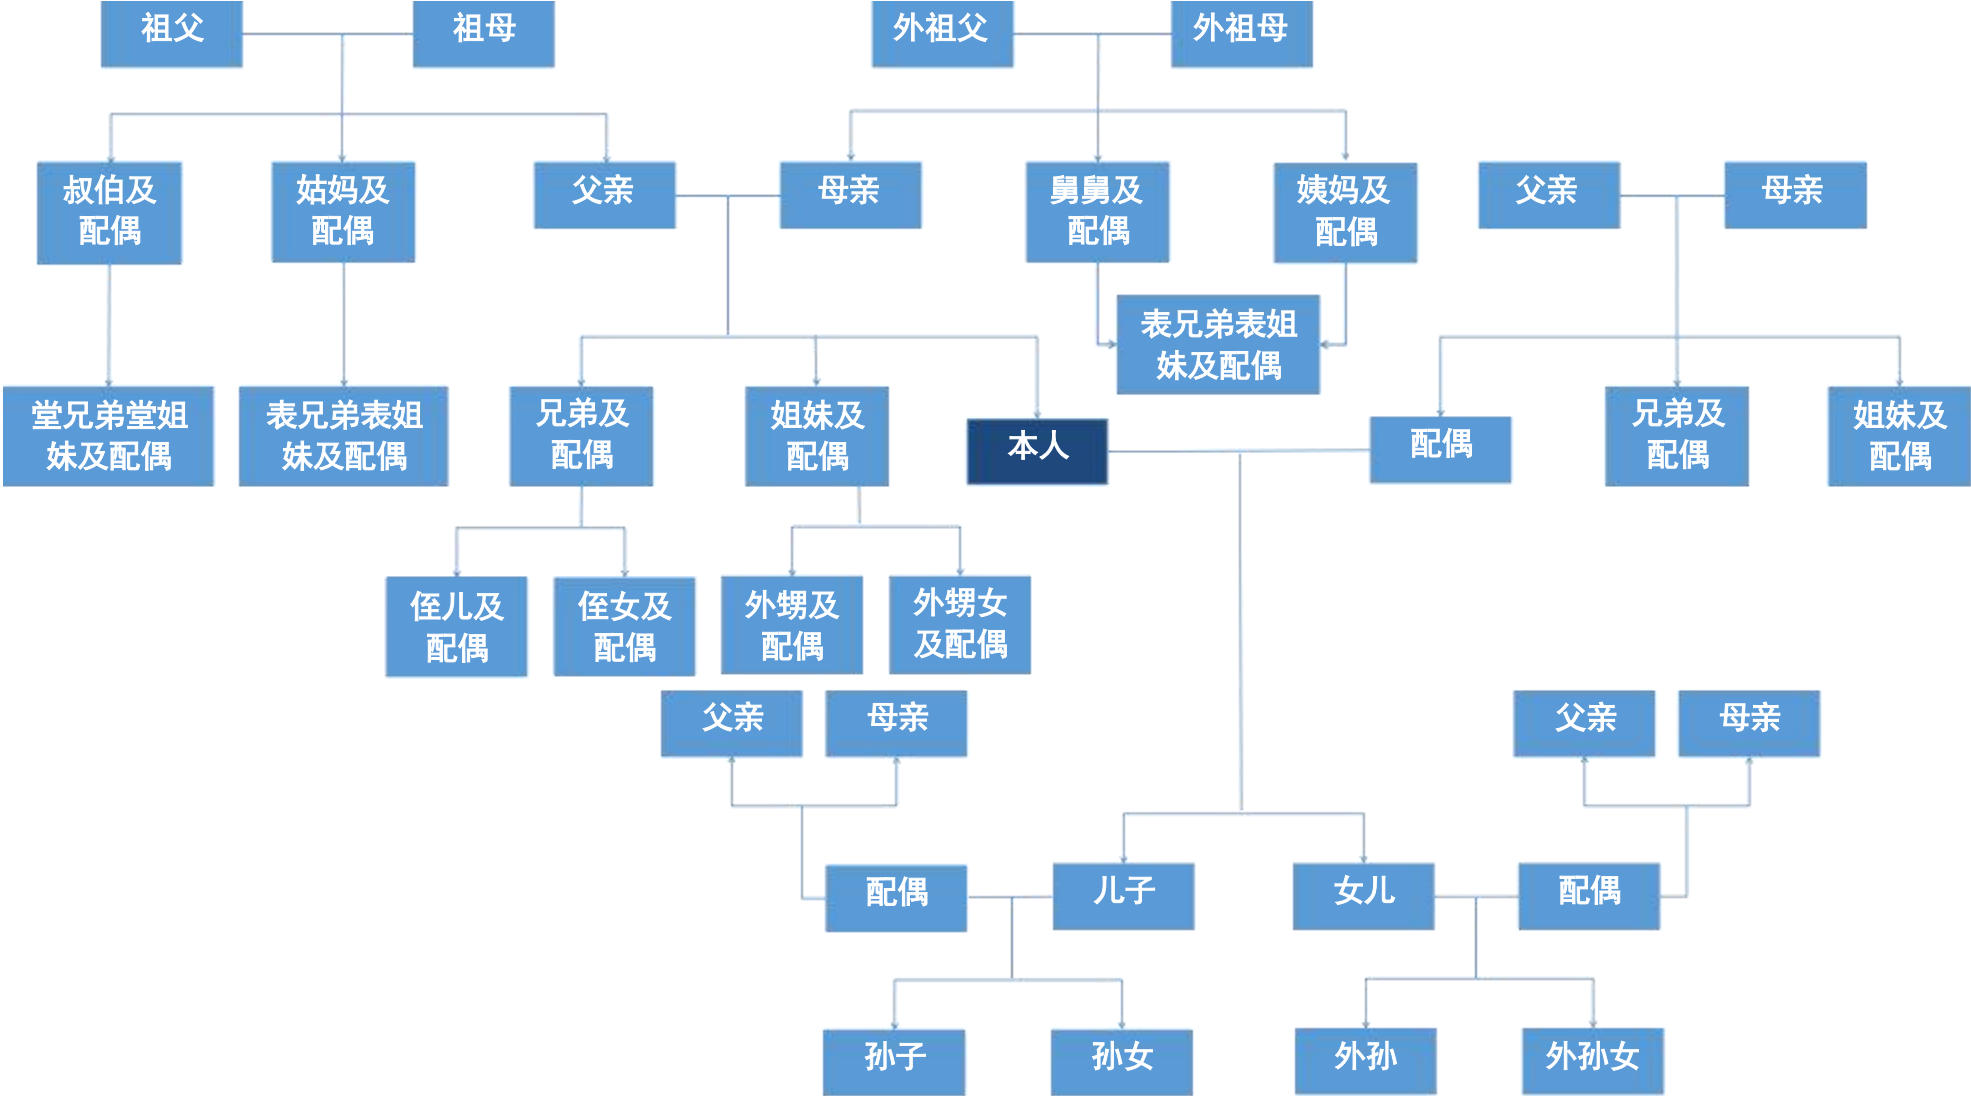 祖父
祖母
外祖父
外祖母
叔伯及
配偶
姑妈及
配偶
父亲
母亲
舅舅及
配偶
姨妈及
配偶
父亲
母亲
表兄弟表姐
妹及配偶
堂兄弟堂姐
妹及配偶
表兄弟表姐
妹及配偶
兄弟及
配偶
姐妹及
配偶
本人
配偶
兄弟及
配偶
姐妹及
配偶
侄儿及
配偶
侄女及
配偶
外甥及
配偶
外甥女
及配偶
父亲
母亲
父亲
母亲
配偶
儿子
女儿
配偶
孙子
孙女
外孙
外孙女